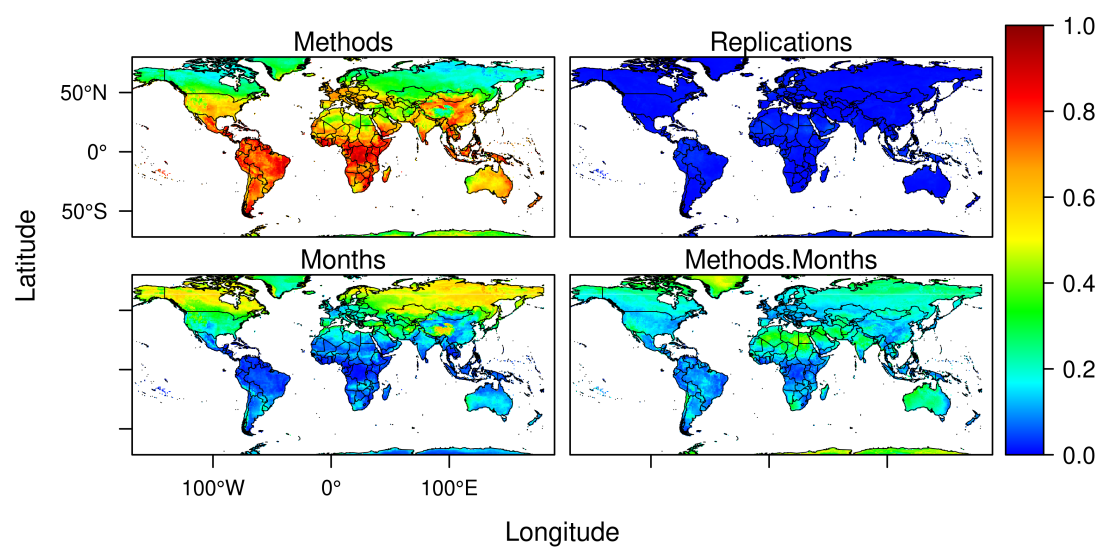 Methods
Replications
1.0
50°N
0.8
0°
0.6
50°S
Latitude
Months
Methods.Months
0.4
0.2
0.0
100°W
0°
100°E
Longitude